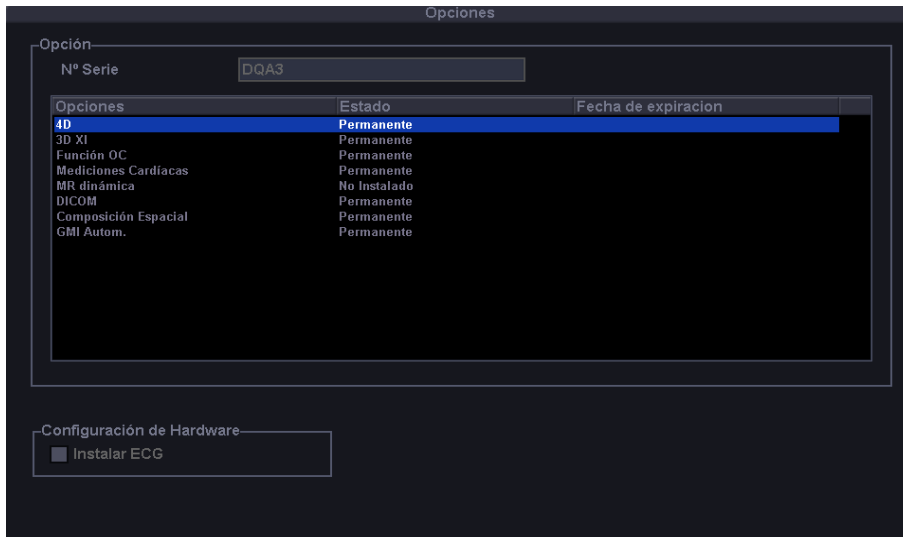 Opciones
Opción
Nº Serie DQA3
Opciones Estado Fecha de expiracion
4D Permanente
3D XI Permanente
Función OC Permanente
Mediciones Cardíacas Permanente
MR dinámica No Instalado
DICOM Permanente
Composición Espacial Permanente
GMI Autom. Permanente
Configuración de Hardware
Instalar ECG